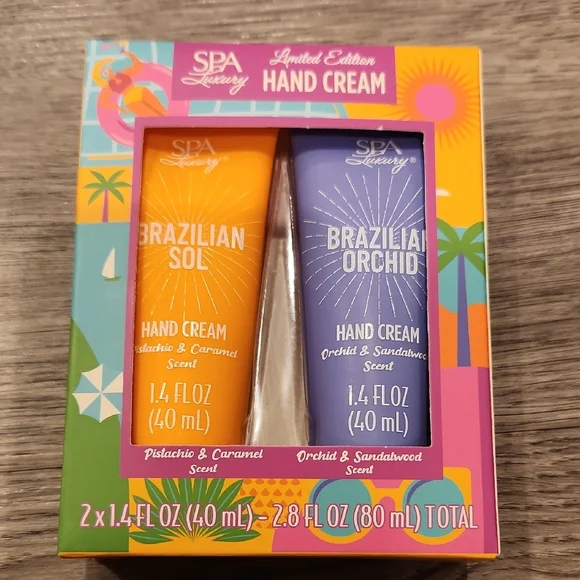 SPA
Luxury
Limited Edition
HAND CREAM
SPA
Luxury®
BRAZILIAN
SOL
HAND CREAM
Pistachio & Caramel
Scent
1.4 FL OZ
(40 mL)
SPA
Luxury®
BRAZILIAN
ORCHID
HAND CREAM
Orchid & Sandalwood
Scent
1.4 FL OZ
(40 mL)
Pistachio & Caramel
Scent
Orchid & Sandalwood
Scent
2 x 1.4 FL OZ (40 mL) – 2.8 FL OZ (80 mL) TOTAL